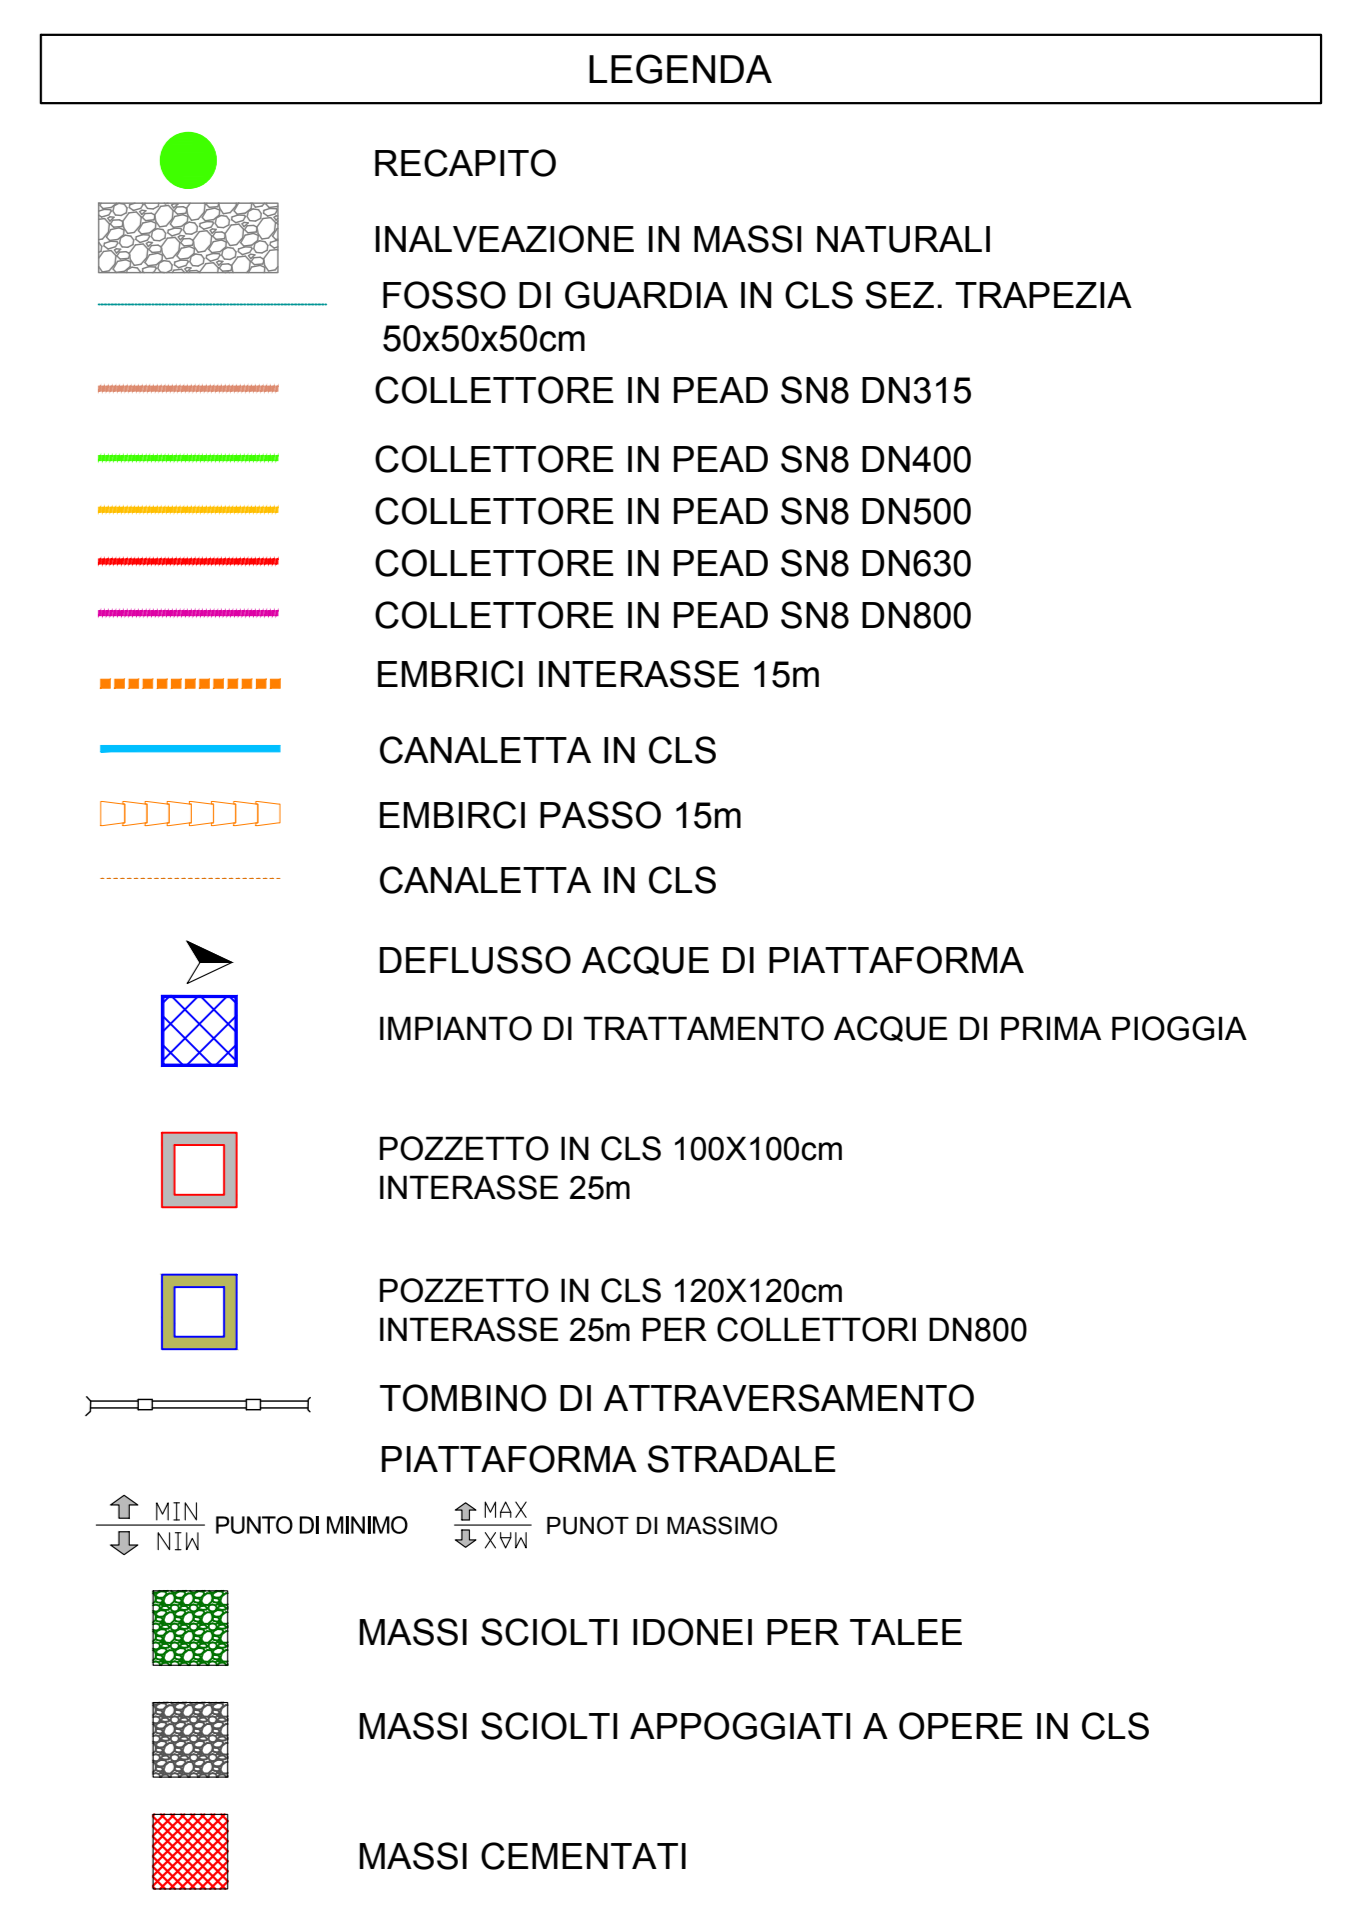 LEGENDA
RECAPITO
INALVEAZIONE IN MASSI NATURALI
FOSSO DI GUARDIA IN CLS SEZ. TRAPEZIA
50x50x50cm
COLLETTORE IN PEAD SN8 DN315
COLLETTORE IN PEAD SN8 DN400
COLLETTORE IN PEAD SN8 DN500
COLLETTORE IN PEAD SN8 DN630
COLLETTORE IN PEAD SN8 DN800
EMBRICI INTERASSE 15m
CANALETTA IN CLS
EMBIRCI PASSO 15m
CANALETTA IN CLS
DEFLUSSO ACQUE DI PIATTAFORMA
IMPIANTO DI TRATTAMENTO ACQUE DI PRIMA PIOGGIA
POZZETTO IN CLS 100X100cm
INTERASSE 25m
POZZETTO IN CLS 120X120cm
INTERASSE 25m PER COLLETTORI DN800
TOMBINO DI ATTRAVERSAMENTO
PIATTAFORMA STRADALE
MIN
MIN
PUNTO DI MINIMO
MAX
MAX
PUNOT DI MASSIMO
MASSI SCIOLTI IDONEI PER TALEE
MASSI SCIOLTI APPOGGIATI A OPERE IN CLS
MASSI CEMENTATI